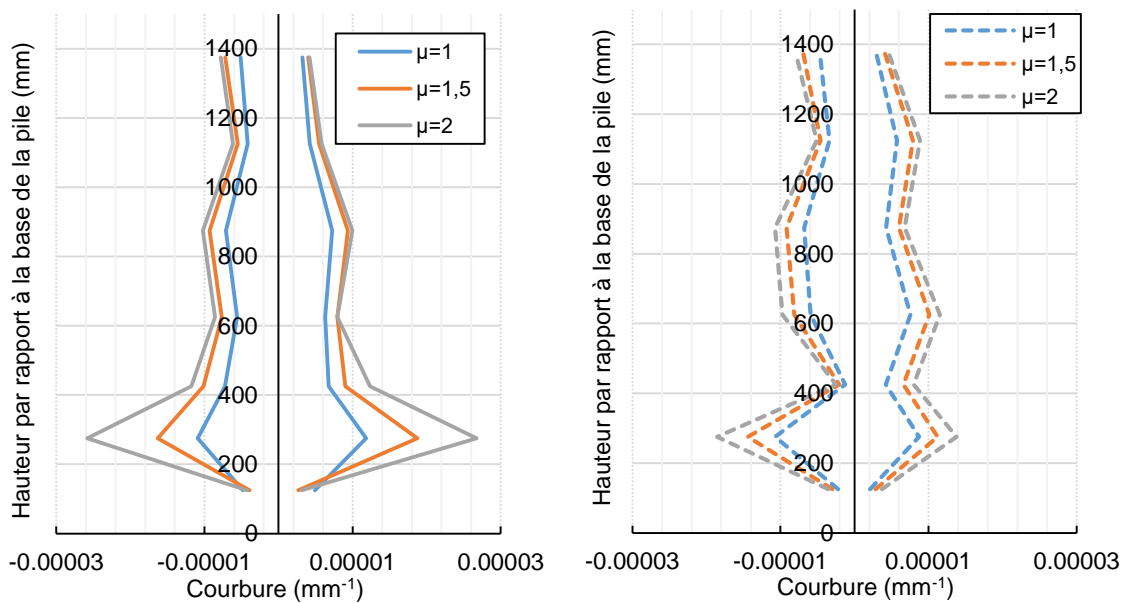 Hauteur par rapport à la base de la pile (mm)
1400
1200
1000
800
600
400
200
0
µ=1
µ=1,5
µ=2
-0.00003
-0.00001
0.00001
0.00003
Courbure (mm⁻¹)
Hauteur par rapport à la base de la pile (mm)
1400
1200
1000
800
600
400
200
0
µ=1
µ=1,5
µ=2
-0.00003
-0.00001
0.00001
0.00003
Courbure (mm⁻¹)